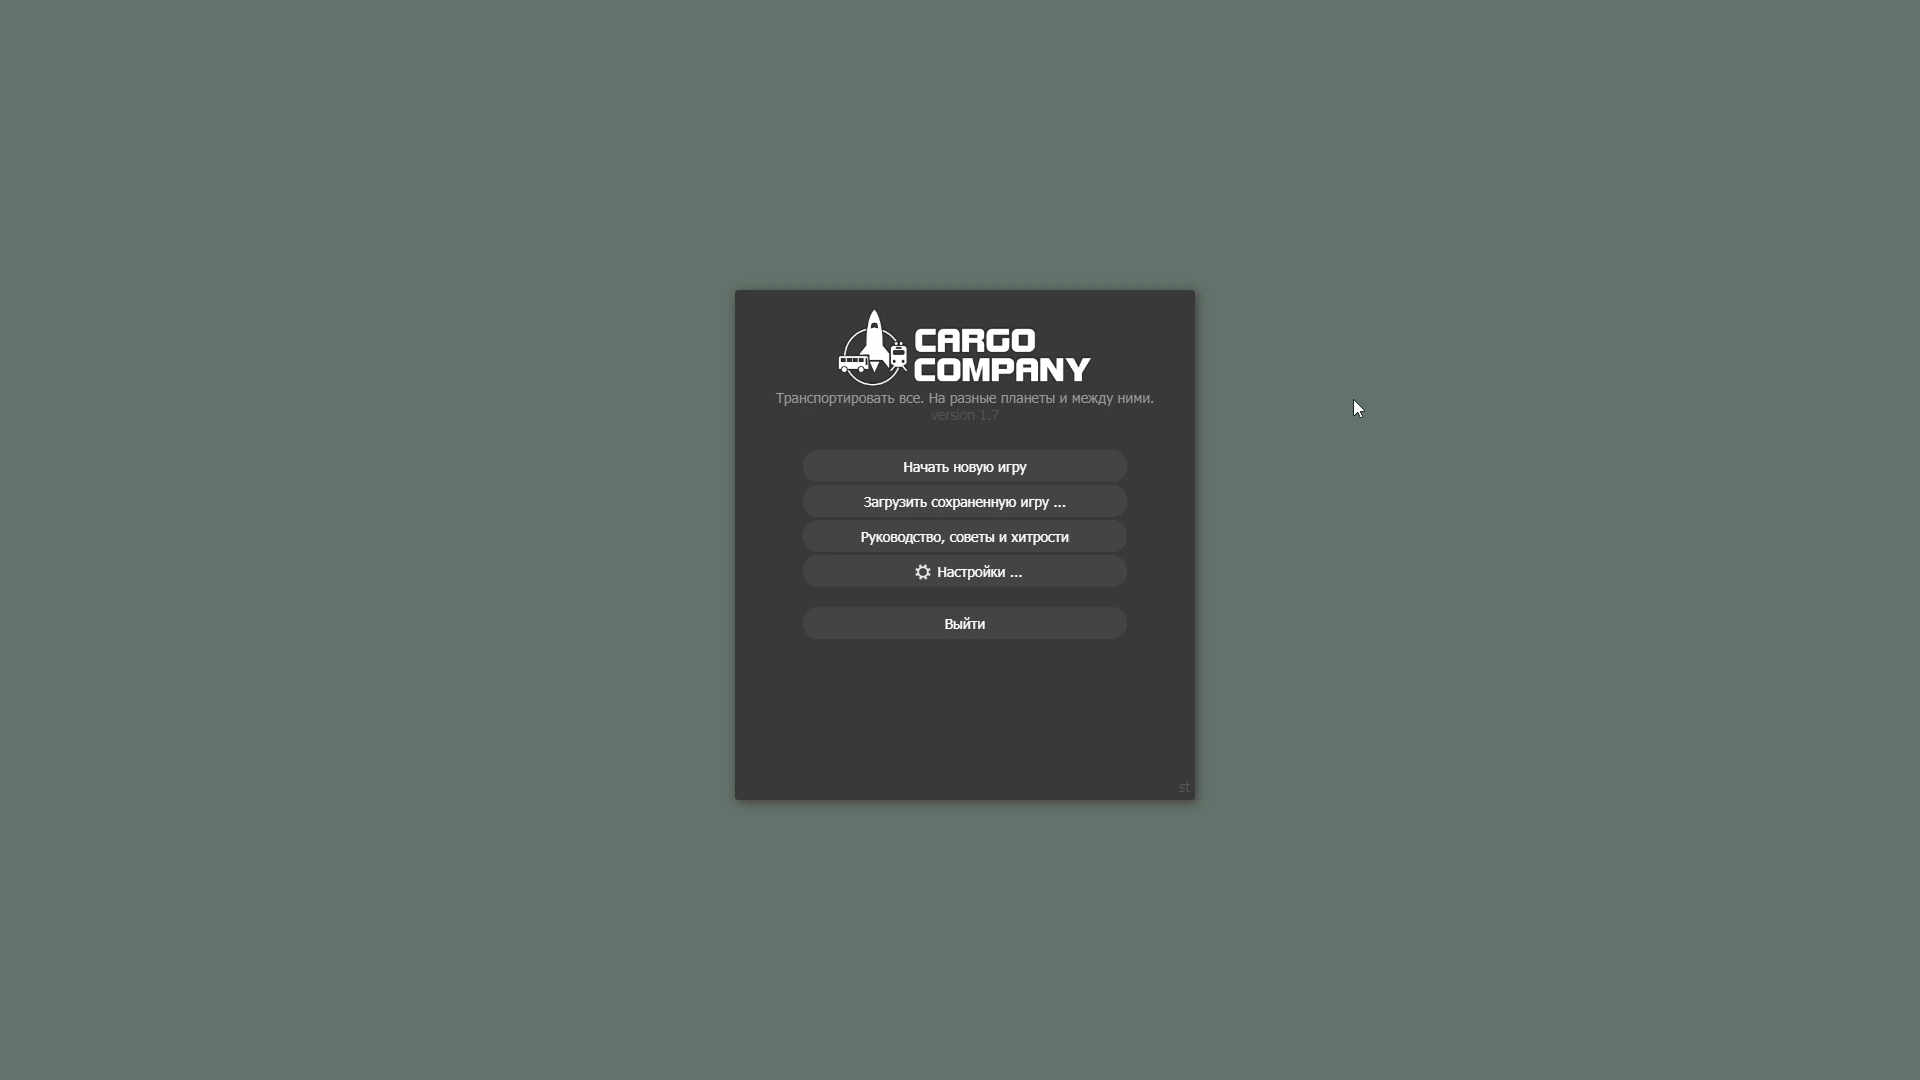 CARGO
COMPANY
Транспортировать все. На разные планеты и между ними.
version 1.7
Начать новую игру
Загрузить сохраненную игру ...
Руководство, советы и хитрости
Настройки ...
Выйти
st